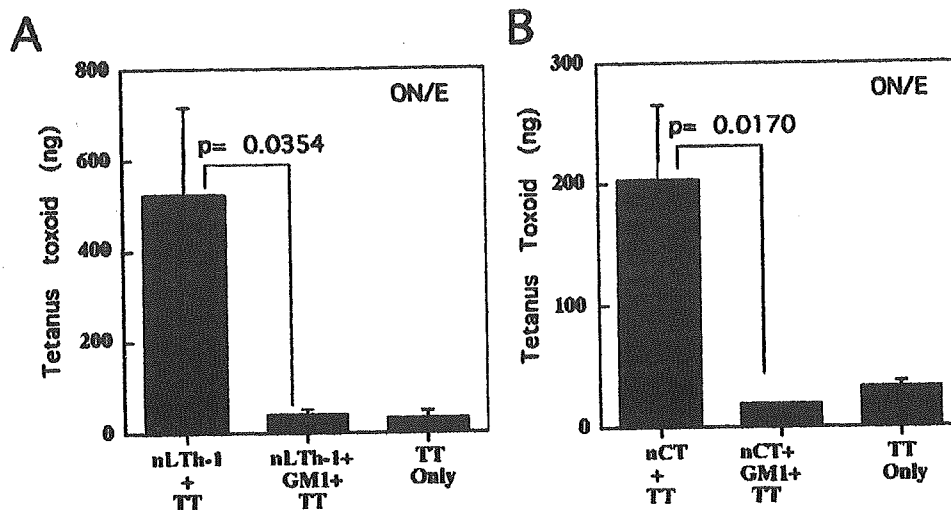 A
Tetanus toxoid (ng)
800
600
400
200
0
ON/E
p= 0.0354
nLTh-1
+
TT
nLTh-1+
GM1+
TT
TT
Only
B
Tetanus Toxoid (ng)
300
200
100
0
ON/E
p= 0.0170
nCT
+
TT
nCT+
GM1+
TT
TT
Only